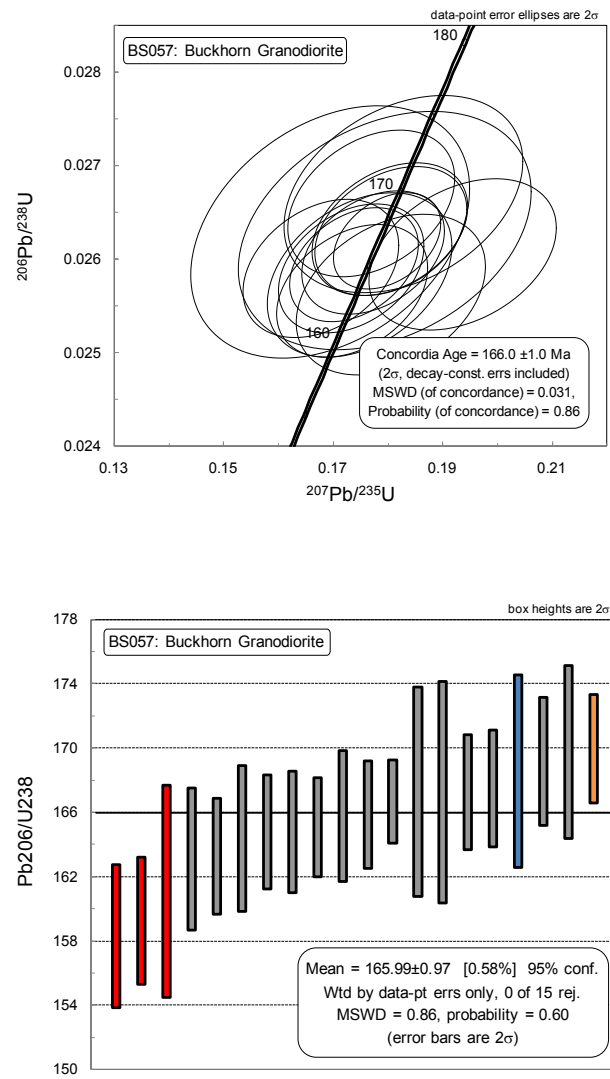 data-point error ellipses are 2σ
BS057: Buckhorn Granodiorite
180
0.028
0.027
170
206Pb/238U
0.026
160
0.025
Concordia Age = 166.0 ±1.0 Ma
(2σ, decay-const. errs included)
MSWD (of concordance) = 0.031,
Probability (of concordance) = 0.86
0.024
0.13 0.15 0.17 0.19 0.21
207Pb/235U
box heights are 2σ
178
BS057: Buckhorn Granodiorite
174
170
Pb206/U238
166
162
158
Mean = 165.99±0.97 [0.58%] 95% conf.
Wtd by data-pt errs only, 0 of 15 rej.
MSWD = 0.86, probability = 0.60
(error bars are 2σ)
154
150